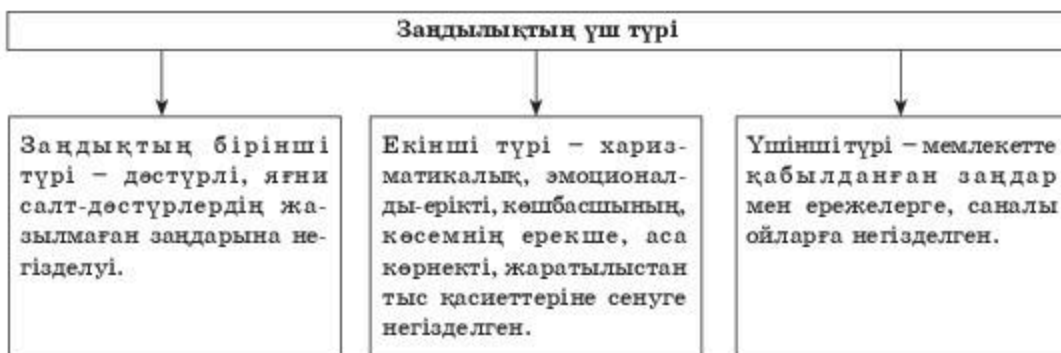 Заңдылықтың үш түрі
Заңдықтың бірінші
түрі – дәстүрлі, яғни
салт-дәстүрлердің жа-
зылмаған заңдарына не-
гізделуі.
Екінші түрі – хариз-
матикалық, эмоционал-
ды-ерікті, көшбасшының,
көсемнің ерекше, аса
көрнекті, жаратылыстан
тыс қасиеттеріне сенуге
негізделген.
Үшінші түрі – мемлекетте
қабылданған заңдар
мен ережелерге, саналы
ойларға негізделген.